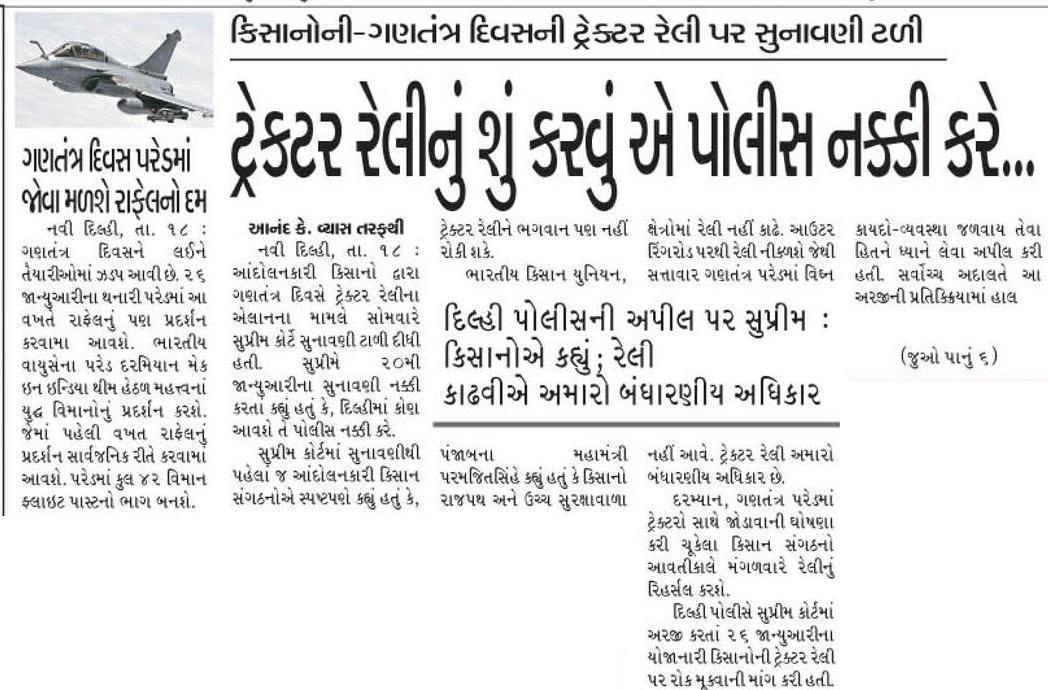 કિસાનોની-ગણતંત્ર દિવસની ટ્રેક્ટર રેલી પર સુનાવણી ટળી
ટ્રેક્ટર રેલીનું શું કરવું એ પોલીસ નક્કી કરે...
ગણતંત્ર દિવસ પરેડમાં
જોવા મળશે રાફેલનો દમ
નવી દિલ્હી, તા. ૧૮ :
ગણતંત્ર દિવસને લઈને
તૈયારીઓમાં ઝડપ આવી છે. ૨૬
જાન્યુઆરીના થનારી પરેડમાં આ
વખતે રાફેલનું પણ પ્રદર્શન
કરવામા આવશે. ભારતીય
વાયુસેના પરેડ દરમિયાન મેક
ઇન ઇન્ડિયા થીમ હેઠળ મહત્ત્વનાં
યુદ્ધ વિમાનોનું પ્રદર્શન કરશે.
જેમાં પહેલી વખત રાફેલનું
પ્રદર્શન સાર્વજનિક રીતે કરવામાં
આવશે. પરેડમાં કુલ ૪૨ વિમાન
ફ્લાઇટ પાસ્ટનો ભાગ બનશે.
આનંદ કે. વ્યાસ તરફથી
નવી દિલ્હી, તા. ૧૮ :
આંદોલનકારી કિસાનો દ્વારા
ગણતંત્ર દિવસે ટ્રેક્ટર રેલીના
એલાનના મામલે સોમવારે
સુપ્રીમ કોર્ટે સુનાવણી ટાળી દીધી
હતી. સુપ્રીમે ૨૦મી
જાન્યુઆરીના સુનાવણી નક્કી
કરતાં કહ્યું હતું કે, દિલ્હીમાં કોણ
આવશે તે પોલીસ નક્કી કરે.
સુપ્રીમ કોર્ટમાં સુનાવણીથી
પહેલાં જ આંદોલનકારી કિસાન
સંગઠનોએ સ્પષ્ટપણે કહ્યું હતું કે,
ટ્રેક્ટર રેલીને ભગવાન પણ નહીં
રોકી શકે.
ભારતીય કિસાન યુનિયન,
દિલ્હી પોલીસની અપીલ પર સુપ્રીમ :
કિસાનોએ કહ્યું; રેલી
કાઢવીએ અમારો બંધારણીય અધિકાર
પંજાબના મહામંત્રી
પરમજિતસિંહે કહ્યું હતું કે કિસાનો
રાજપથ અને ઉચ્ચ સુરક્ષાવાળા
ક્ષેત્રોમાં રેલી નહીં કાઢે. આઉટર
રિંગરોડ પરથી રેલી નીકળશે જેથી
સત્તાવાર ગણતંત્ર પરેડમાં વિઘ્ન
નહીં આવે. ટ્રેક્ટર રેલી અમારો
બંધારણીય અધિકાર છે.
દરમ્યાન, ગણતંત્ર પરેડમાં
ટ્રેક્ટરો સાથે જોડાવાની ઘોષણા
કરી ચૂકેલા કિસાન સંગઠનો
આવતીકાલે મંગળવારે રેલીનું
રિહર્સલ કરશે.
દિલ્હી પોલીસે સુપ્રીમ કોર્ટમાં
અરજી કરતાં ૨૬ જાન્યુઆરીના
યોજાનારી કિસાનોની ટ્રેક્ટર રેલી
પર રોક મૂકવાની માંગ કરી હતી.
કાયદો-વ્યવસ્થા જળવાય તેવા
હિતને ધ્યાને લેવા અપીલ કરી
હતી. સર્વોચ્ચ અદાલતે આ
અરજીની પ્રતિક્રિયામાં હાલ
(જુઓ પાનું ૬)